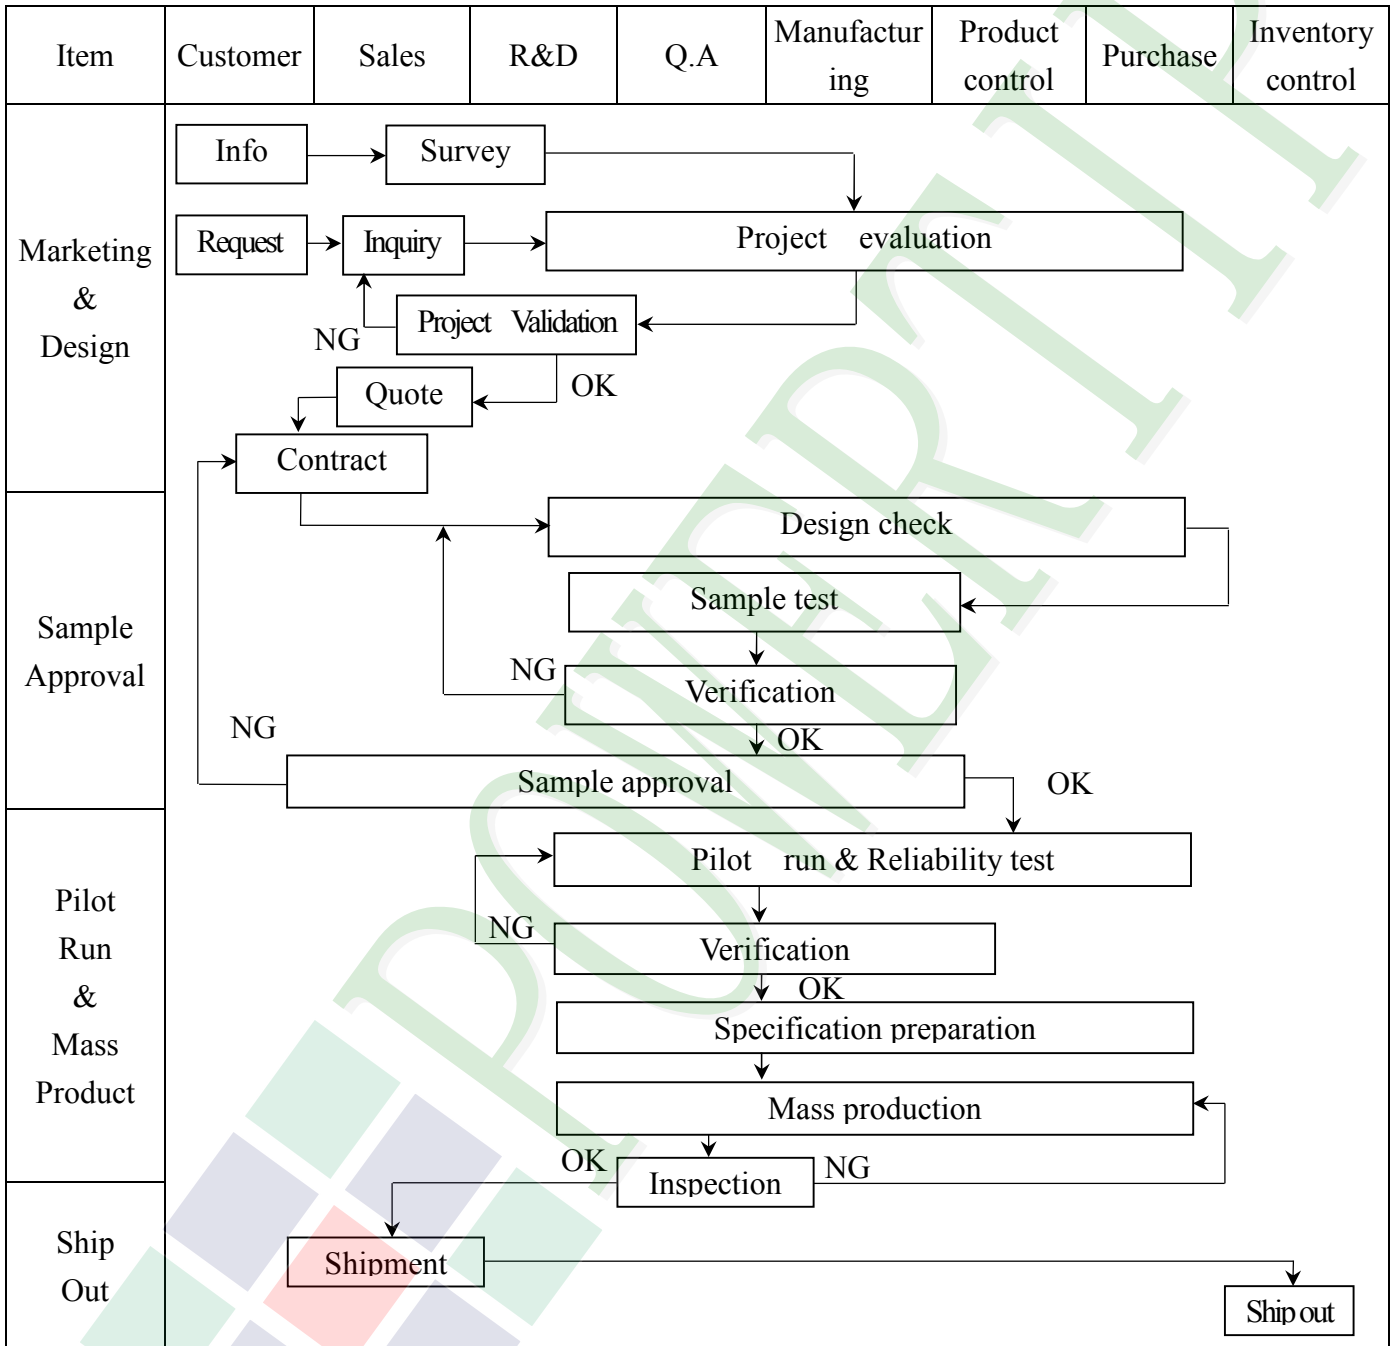 Item
Customer
Sales
R&D
Q.A
Manufactur
ing
Product
control
Purchase
Inventory
control
Marketing
&
Design
Info
Survey
Request
Inquiry
Project evaluation
Project Validation
NG
OK
Quote
Contract
Sample
Approval
Design check
Sample test
NG
Verification
OK
NG
Sample approval
OK
Pilot
Run
&
Mass
Product
Pilot run & Reliability test
NG
Verification
OK
Specification preparation
Mass production
OK
Inspection
NG
Ship
Out
Shipment
Ship out
POWERTIP